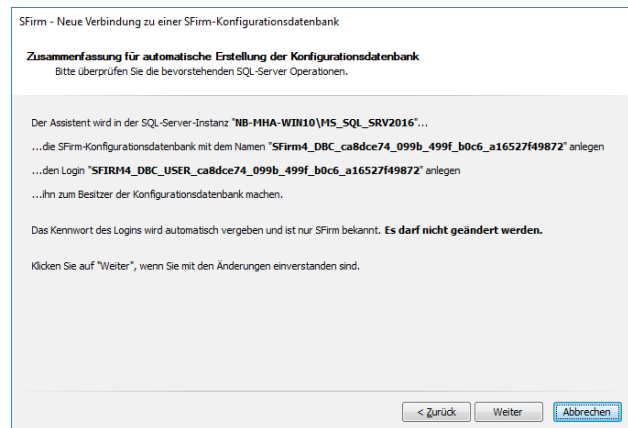 SFirm - Neue Verbindung zu einer SFirm-Konfigurationsdatenbank
Zusammenfassung für automatische Erstellung der Konfigurationsdatenbank
Bitte überprüfen Sie die bevorstehenden SQL-Server Operationen.
Der Assistent wird in der SQL-Server-Instanz "NB-MHA-WIN10\MS_SQL_SRV2016"...
...die SFirm-Konfigurationsdatenbank mit dem Namen "SFirm4_DBC_ca8dce74_099b_499f_b0c6_a16527f49872" anlegen
...den Login "SFIRM4_DBC_USER_ca8dce74_099b_499f_b0c6_a16527f49872" anlegen
...ihn zum Besitzer der Konfigurationsdatenbank machen.
Das Kennwort des Logins wird automatisch vergeben und ist nur SFirm bekannt. Es darf nicht geändert werden.
Klicken Sie auf "Weiter", wenn Sie mit den Änderungen einverstanden sind.
< Zurück Weiter Abbrechen